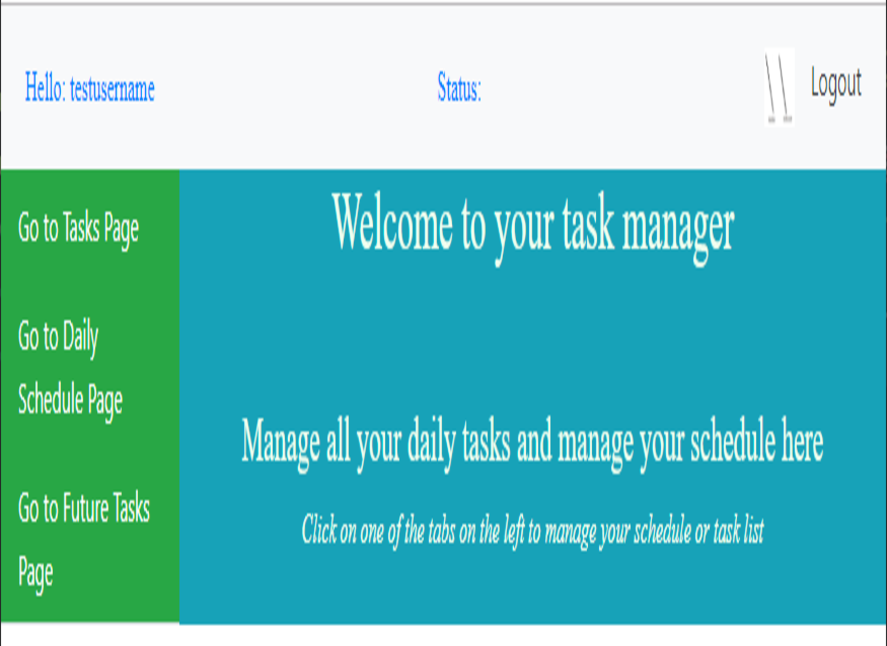 Hello: testusername
Status:
Logout
Go to Tasks Page
Go to Daily
Schedule Page
Go to Future Tasks
Page
Welcome to your task manager
Manage all your daily tasks and manage your schedule here
Click on one of the tabs on the left to manage your schedule or task list